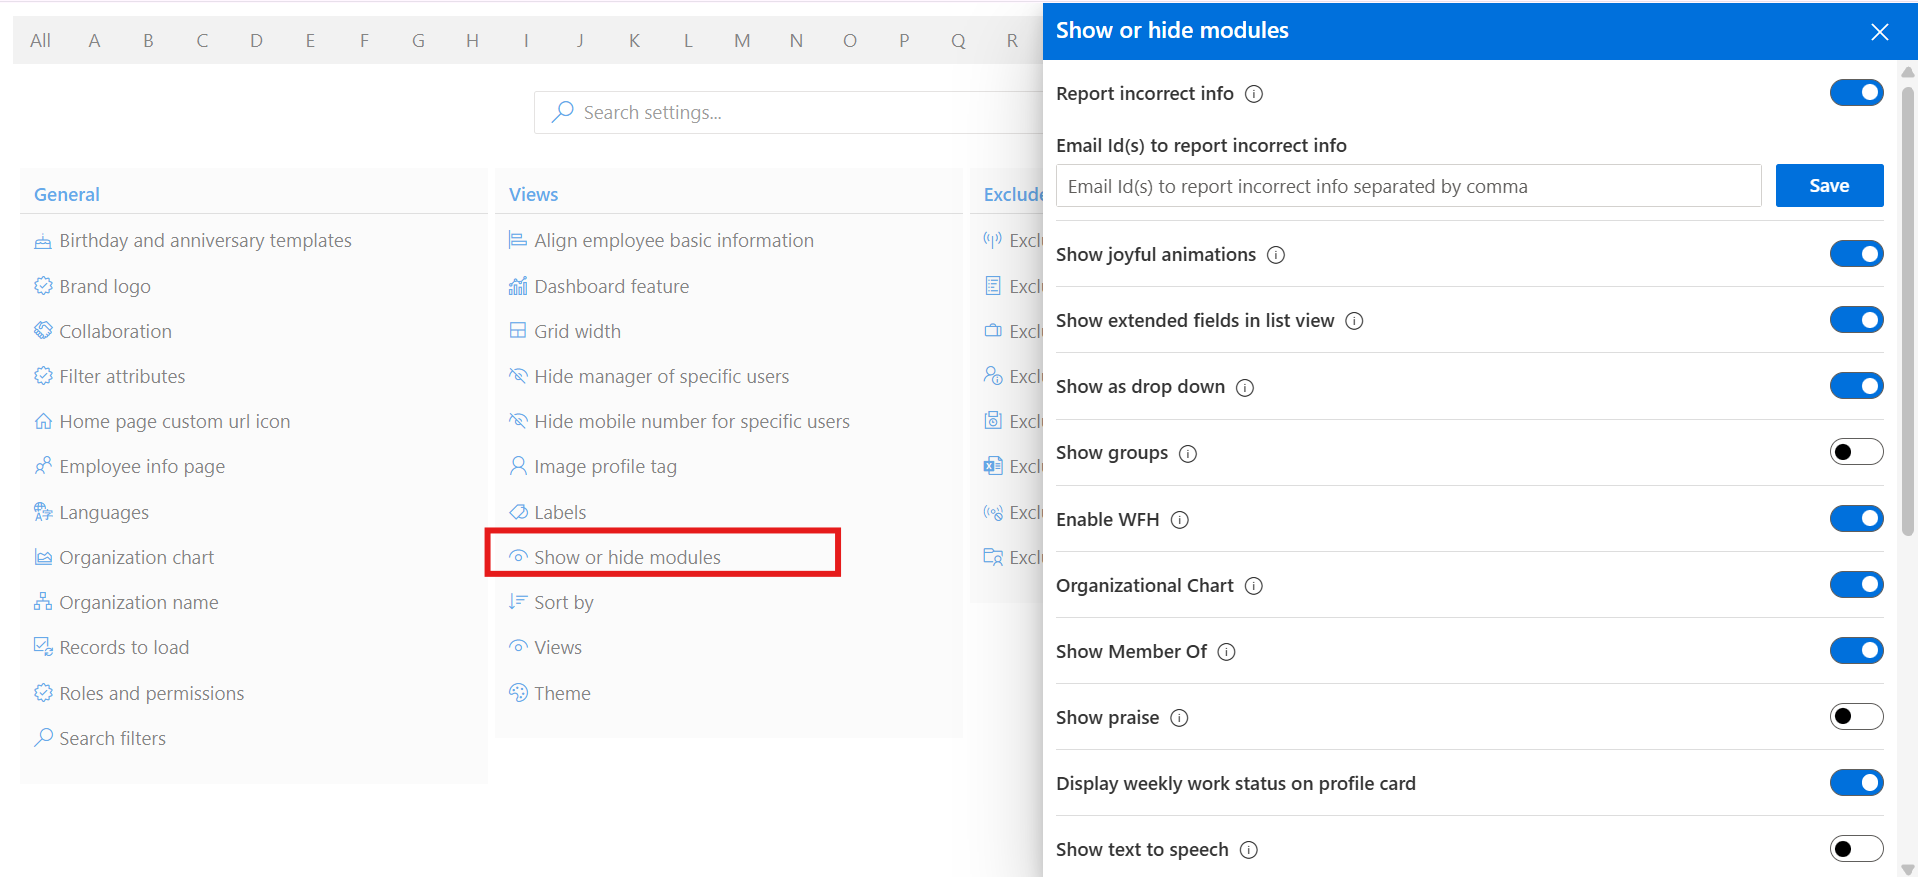 All A B C D E F G H I J K L M N O P Q R
Search settings...
General
Birthday and anniversary templates
Brand logo
Collaboration
Filter attributes
Home page custom url icon
Employee info page
Languages
Organization chart
Organization name
Records to load
Roles and permissions
Search filters
Views
Align employee basic information
Dashboard feature
Grid width
Hide manager of specific users
Hide mobile number for specific users
Image profile tag
Labels
Show or hide modules
Sort by
Views
Theme
Exclude
Excl
Excl
Excl
Excl
Excl
Excl
Excl
Excl
Show or hide modules
Report incorrect info
Email Id(s) to report incorrect info
Email Id(s) to report incorrect info separated by comma
Save
Show joyful animations
Show extended fields in list view
Show as drop down
Show groups
Enable WFH
Organizational Chart
Show Member Of
Show praise
Display weekly work status on profile card
Show text to speech